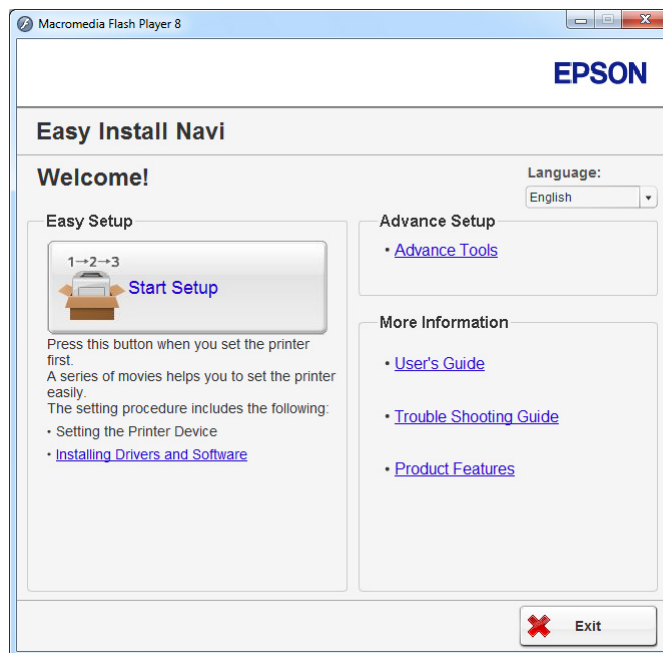 Macromedia Flash Player 8
EPSON
Easy Install Navi
Welcome!
Language:
English
Easy Setup
1→2→3
Start Setup
Press this button when you set the printer
first.
A series of movies helps you to set the printer
easily.
The setting procedure includes the following:
• Setting the Printer Device
• Installing Drivers and Software
Advance Setup
• Advance Tools
More Information
• User's Guide
• Trouble Shooting Guide
• Product Features
Exit